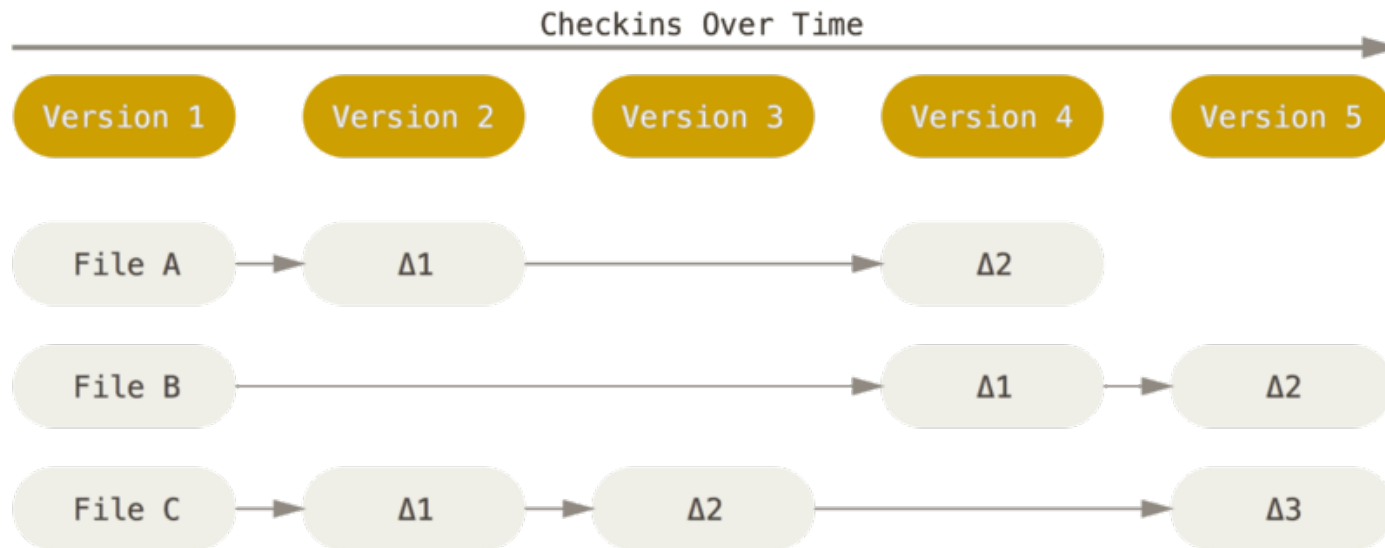 Checkins Over Time
Version 1 Version 2 Version 3 Version 4 Version 5
File A Δ1 Δ2
File B Δ1 Δ2
File C Δ1 Δ2 Δ3